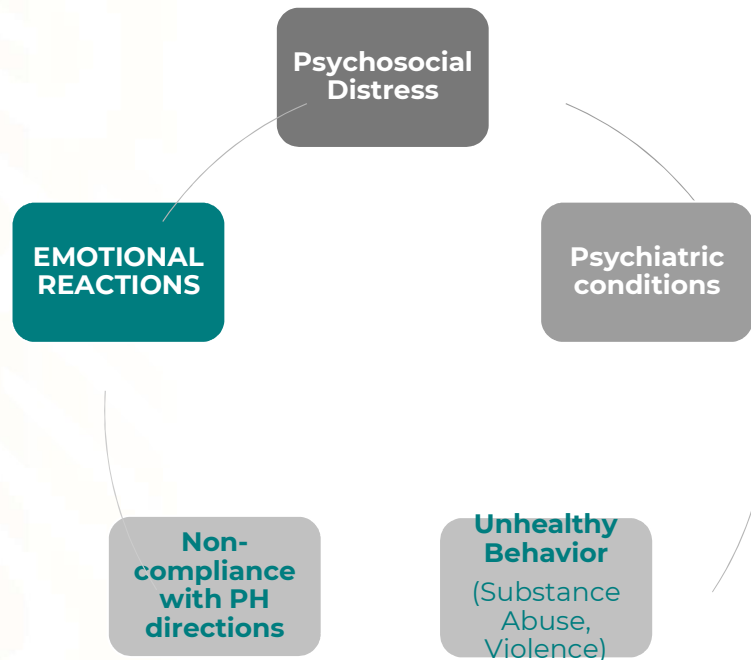 Psychosocial
Distress
EMOTIONAL
REACTIONS
Psychiatric
conditions
Non-
compliance
with PH
directions
Unhealthy
Behavior
(Substance
Abuse,
Violence)